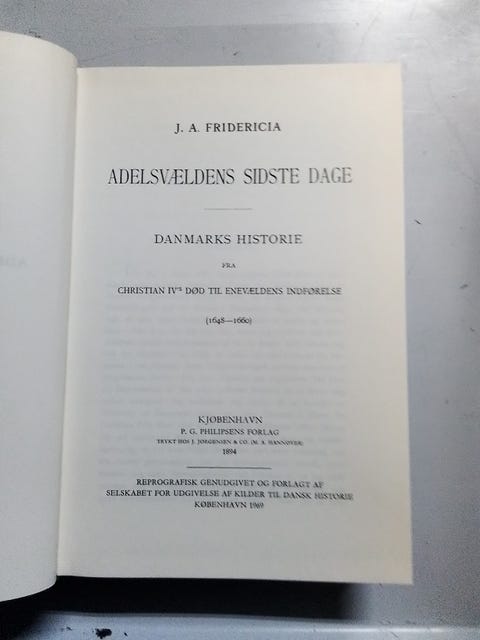 J. A. FRIDERICIA
ADELSVÆLDENS SIDSTE DAGE
DANMARKS HISTORIE
FRA
CHRISTIAN IVS DØD TIL ENEVÆLDENS INDFØRELSE
(1648—1660)
KJØBENHAVN
P. G. PHILIPSENS FORLAG
TRYKT HOS J. JØRGENSEN & CO. (M. A. HANNOVER)
1894
REPROGRAFISK GENUDGIVET OG FORLAGT AF
SELSKABET FOR UDGIVELSE AF KILDER TIL DANSK HISTORIE
KØBENHAVN 1969